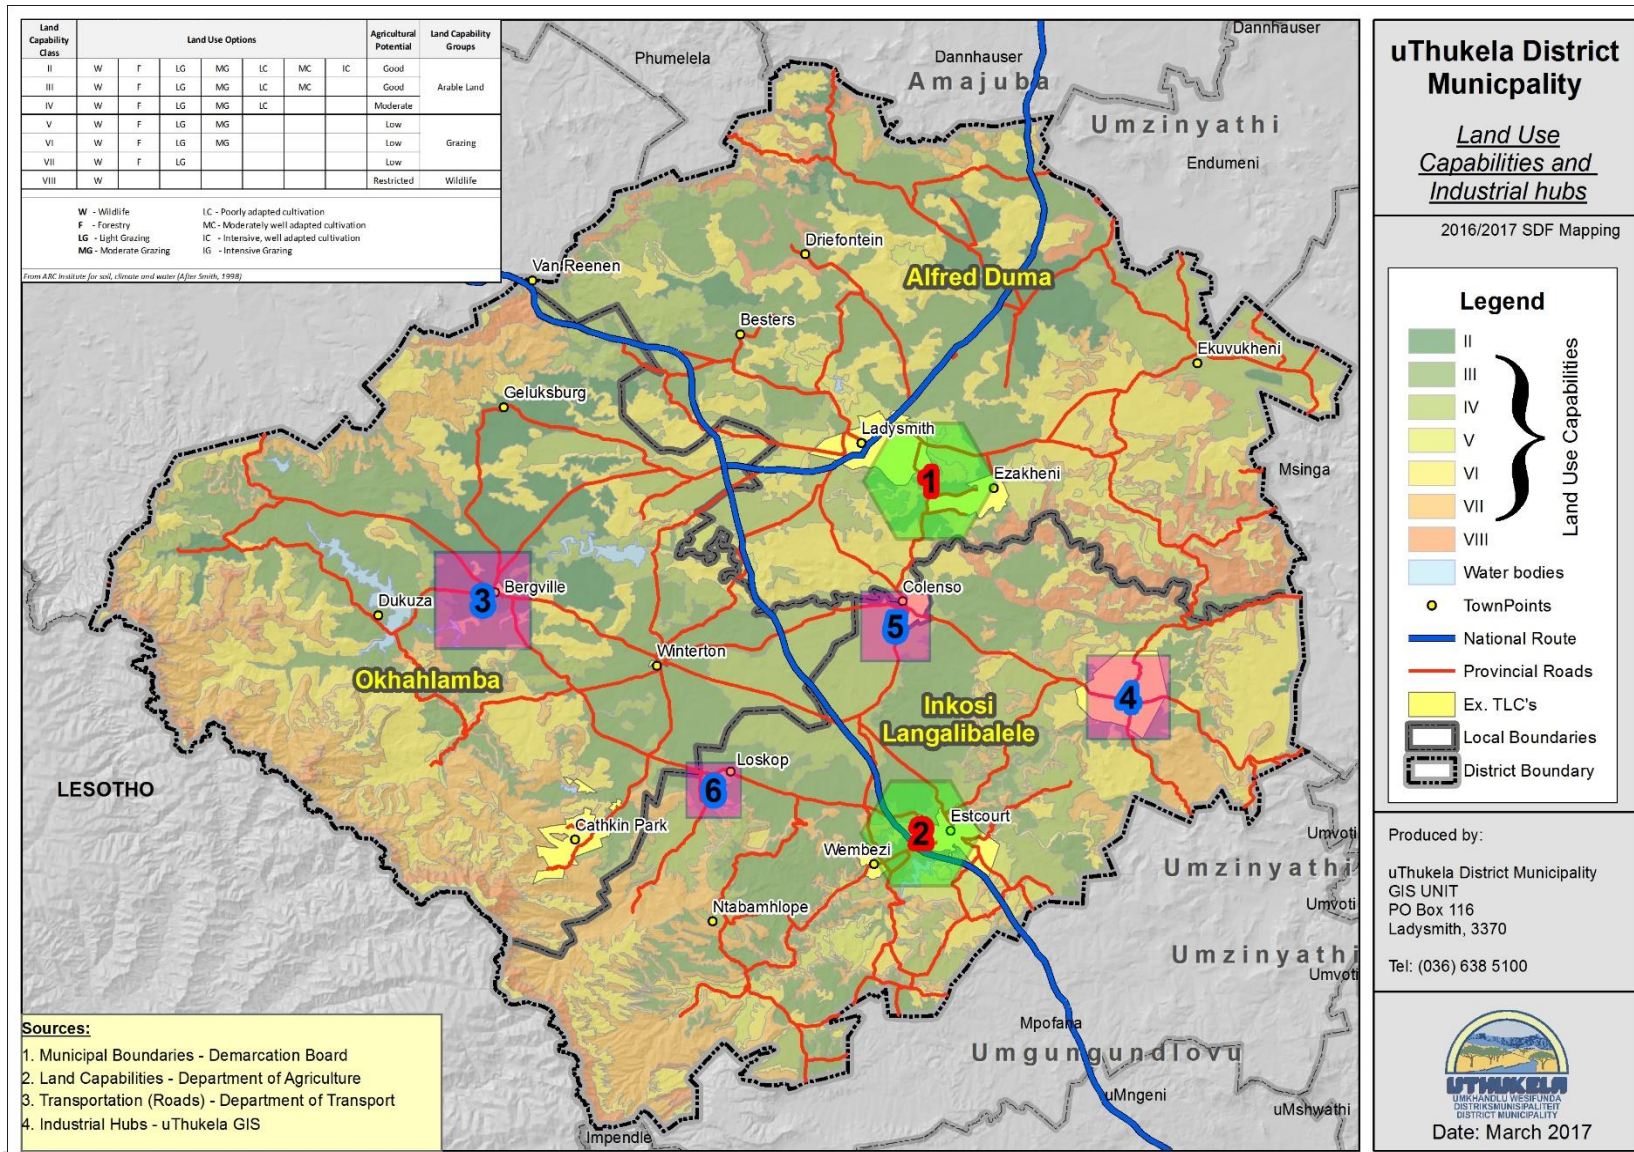 Land Capability Class	Land Use Options	Agricultural Potential	Land Capability Groups
II	W	F	LG	MG	LC	MC	IC	Good	Arable Land
III	W	F	LG	MG	LC	MC	Good
IV	W	F	LG	MG	LC	Moderate
V	W	F	LG	MG	Low	Grazing
VI	W	F	LG	MG	Low
VII	W	F	LG	Low
VIII	W	Restricted	Wildlife
W - Wildlife
F - Forestry
LG - Light Grazing
MG - Moderate Grazing
LC - Poorly adapted cultivation
MC - Moderately well adapted cultivation
IC - Intensive, well adapted cultivation
IG - Intensive Grazing
From ARC Institute for soil, climate and water (After Smith, 1998)
Phumelela
Dannhauser
Dannhauser
Amajuba
Umzinyathi
Endumeni
Driefontein
Van Reenen
Alfred Duma
Besters
Ekuvukheni
Geluksburg
Ladysmith
Msinga
Ezakheni
1
Bergville
3
Dukuza
Colenso
5
Winterton
Okhahlamba
4
Inkosi
Langalibalele
Loskop
6
LESOTHO
Cathkin Park
Estcourt
2
Wembezi
Umvoti
Umzinyathi
Umvoti
Ntabamhlope
Umzinyathi
Umvoti
Mpofana
Umgungundlovu
uMngeni
uMshwathi
Impendle
Sources:
1. Municipal Boundaries - Demarcation Board
2. Land Capabilities - Department of Agriculture
3. Transportation (Roads) - Department of Transport
4. Industrial Hubs - uThukela GIS
uThukela District
Municpality
Land Use
Capabilities and
Industrial hubs
2016/2017 SDF Mapping
Legend
II
III
IV
V
VI
VII
VIII
Land Use Capabilities
Water bodies
TownPoints
National Route
Provincial Roads
Ex. TLC's
Local Boundaries
District Boundary
Produced by:
uThukela District Municipality
GIS UNIT
PO Box 116
Ladysmith, 3370
Tel: (036) 638 5100
UTHUKELA
UMKHANDLU WESIFUNDA
DISTRIKSMUNISIPALITEIT
DISTRICT MUNICIPALITY
Date: March 2017